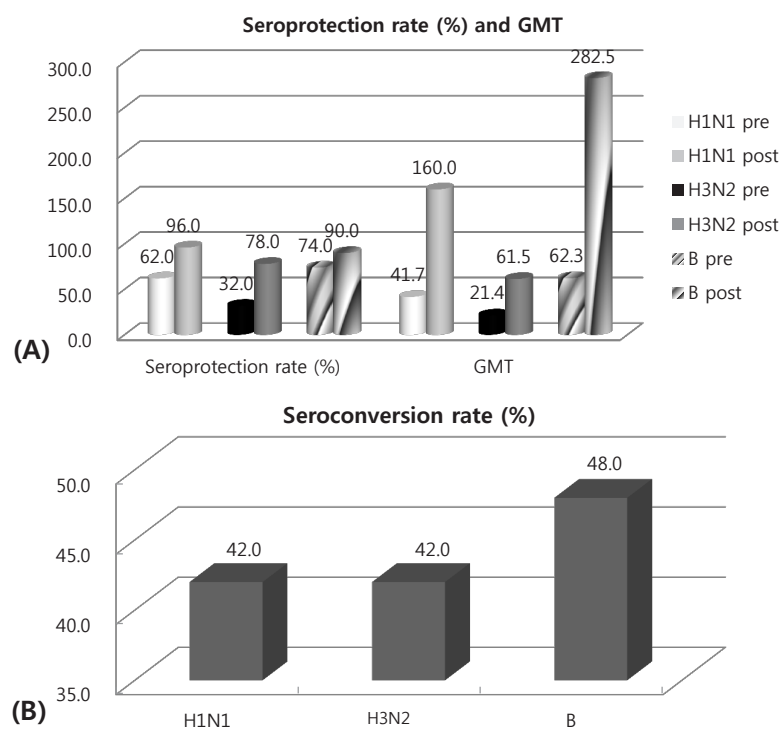 Seroprotection rate (%) and GMT
300.0
250.0
200.0
150.0
100.0
50.0
0.0
62.0
96.0
32.0
78.0
74.0
90.0
41.7
160.0
21.4
61.5
62.3
282.5
Seroprotection rate (%)
GMT
H1N1 pre
H1N1 post
H3N2 pre
H3N2 post
B pre
B post
(A)
Seroconversion rate (%)
50.0
45.0
40.0
35.0
42.0
42.0
48.0
H1N1
H3N2
B
(B)